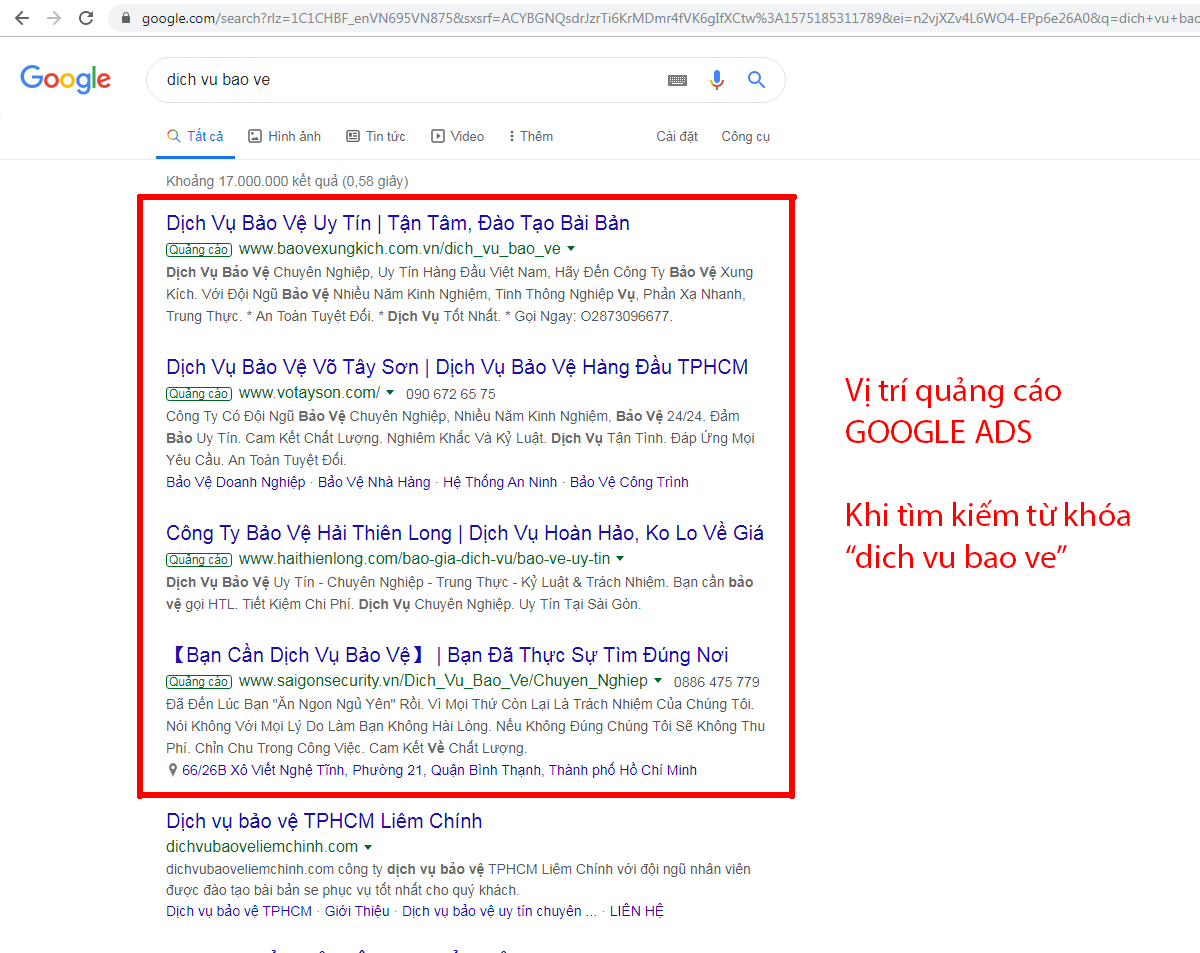 google.com/search?rlz=1C1CHBF_enVN695VN875&sxsrf=ACYBGNQsdrJzrTi6KrMDmr4fVK6gIfXCtw%3A1575185311789&ei=n2vjXZv4L6WO4-EPp6e26A0&q=dich+vu+bao
Google
dich vu bao ve
Tất cả Hình ảnh Tin tức Video Thêm Cài đặt Công cụ
Khoảng 17.000.000 kết quả (0,58 giây)
Dịch Vụ Bảo Vệ Uy Tín | Tận Tâm, Đào Tạo Bài Bản
Quảng cáo www.baovexungkich.com.vn/dich_vu_bao_ve
Dịch Vụ Bảo Vệ Chuyên Nghiệp, Uy Tín Hàng Đầu Việt Nam, Hãy Đến Công Ty Bảo Vệ Xung
Kích. Với Đội Ngũ Bảo Vệ Nhiều Năm Kinh Nghiệm, Tinh Thông Nghiệp Vụ, Phản Xạ Nhanh,
Trung Thực. * An Toàn Tuyệt Đối. * Dịch Vụ Tốt Nhất. * Gọi Ngay: O2873096677.
Dịch Vụ Bảo Vệ Võ Tây Sơn | Dịch Vụ Bảo Vệ Hàng Đầu TPHCM
Quảng cáo www.votayson.com/ 090 672 65 75
Công Ty Có Đội Ngũ Bảo Vệ Chuyên Nghiệp, Nhiều Năm Kinh Nghiệm, Bảo Vệ 24/24. Đảm
Bảo Uy Tín. Cam Kết Chất Lượng. Nghiêm Khắc Và Kỷ Luật. Dịch Vụ Tận Tình. Đáp Ứng Mọi
Yêu Cầu. An Toàn Tuyệt Đối.
Bảo Vệ Doanh Nghiệp · Bảo Vệ Nhà Hàng · Hệ Thống An Ninh · Bảo Vệ Công Trình
Công Ty Bảo Vệ Hải Thiên Long | Dịch Vụ Hoàn Hảo, Ko Lo Về Giá
Quảng cáo www.haithienlong.com/bao-gia-dich-vu/bao-ve-uy-tin
Dịch Vụ Bảo Vệ Uy Tín - Chuyên Nghiệp - Trung Thực - Kỷ Luật & Trách Nhiệm. Bạn cần bảo
vệ gọi HTL. Tiết Kiệm Chi Phí. Dịch Vụ Chuyên Nghiệp. Uy Tín Tại Sài Gòn.
【Bạn Cần Dịch Vụ Bảo Vệ】 | Bạn Đã Thực Sự Tìm Đúng Nơi
Quảng cáo www.saigonsecurity.vn/Dich_Vu_Bao_Ve/Chuyen_Nghiep 0886 475 779
Đã Đến Lúc Bạn "Ăn Ngon Ngủ Yên" Rồi. Vì Mọi Thứ Còn Lại Là Trách Nhiệm Của Chúng Tôi.
Nói Không Với Mọi Lý Do Làm Bạn Không Hài Lòng. Nếu Không Đúng Chúng Tôi Sẽ Không Thu
Phí. Chỉn Chu Trong Công Việc. Cam Kết Về Chất Lượng.
66/26B Xô Viết Nghệ Tĩnh, Phường 21, Quận Bình Thạnh, Thành phố Hồ Chí Minh
Dịch vụ bảo vệ TPHCM Liêm Chính
dichvubaoveliemchinh.com
dichvubaoveliemchinh.com công ty dịch vụ bảo vệ TPHCM Liêm Chính với đội ngũ nhân viên
được đào tạo bài bản se phục vụ tốt nhất cho quý khách.
Dịch vụ bảo vệ TPHCM · Giới Thiệu · Dịch vụ bảo vệ uy tín chuyên ... · LIÊN HỆ
Vị trí quảng cáo
GOOGLE ADS
Khi tìm kiếm từ khóa
“dich vu bao ve”